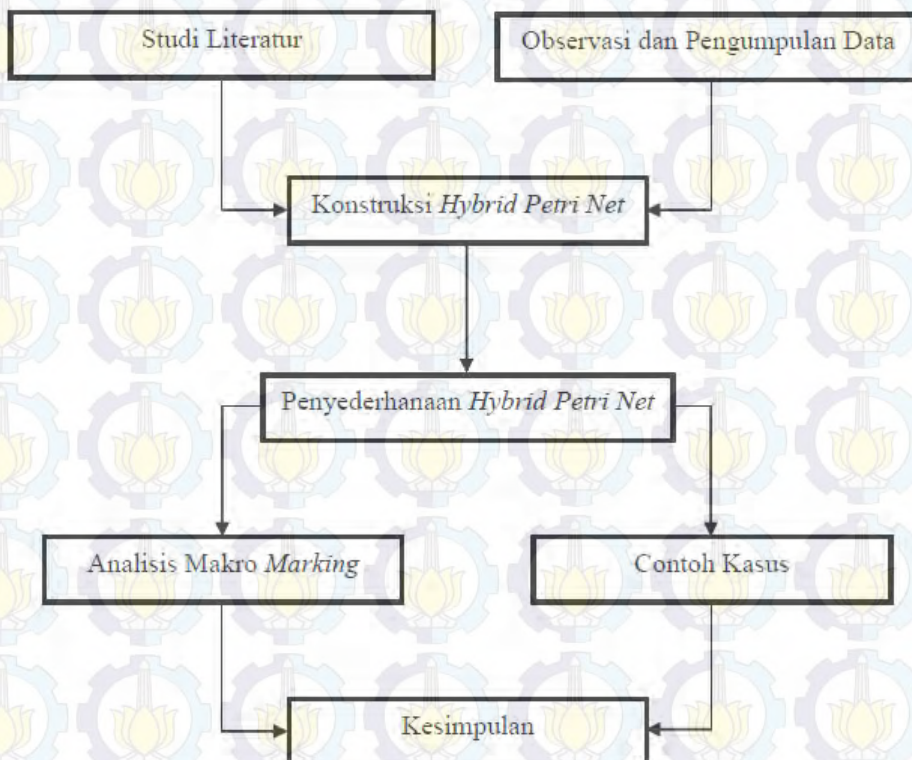 Studi Literatur
Observasi dan Pengumpulan Data
Konstruksi Hybrid Petri Net
Penyederhanaan Hybrid Petri Net
Analisis Makro Marking
Contoh Kasus
Kesimpulan